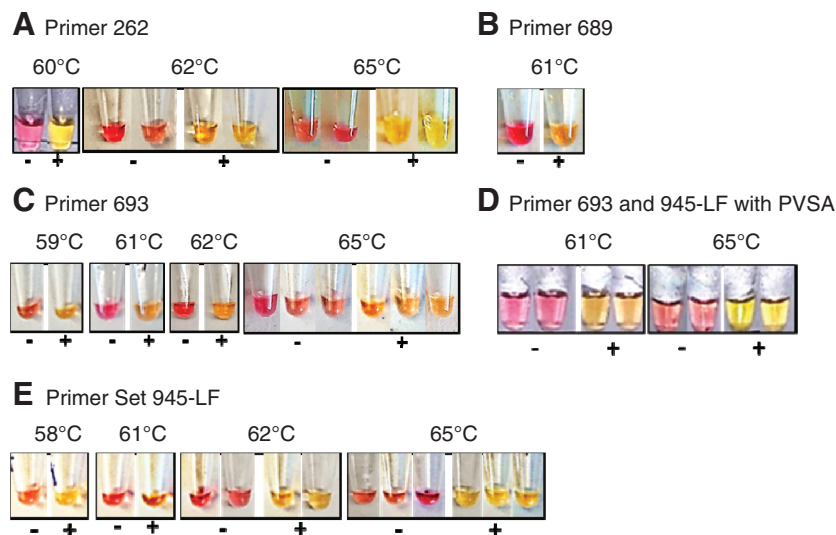 A Primer 262
60°C 62°C 65°C
- + - + - +
B Primer 689
61°C
- +
C Primer 693
59°C 61°C 62°C 65°C
- + - + - + - +
D Primer 693 and 945-LF with PVSA
61°C 65°C
- + - +
E Primer Set 945-LF
58°C 61°C 62°C 65°C
- + - + - + - +